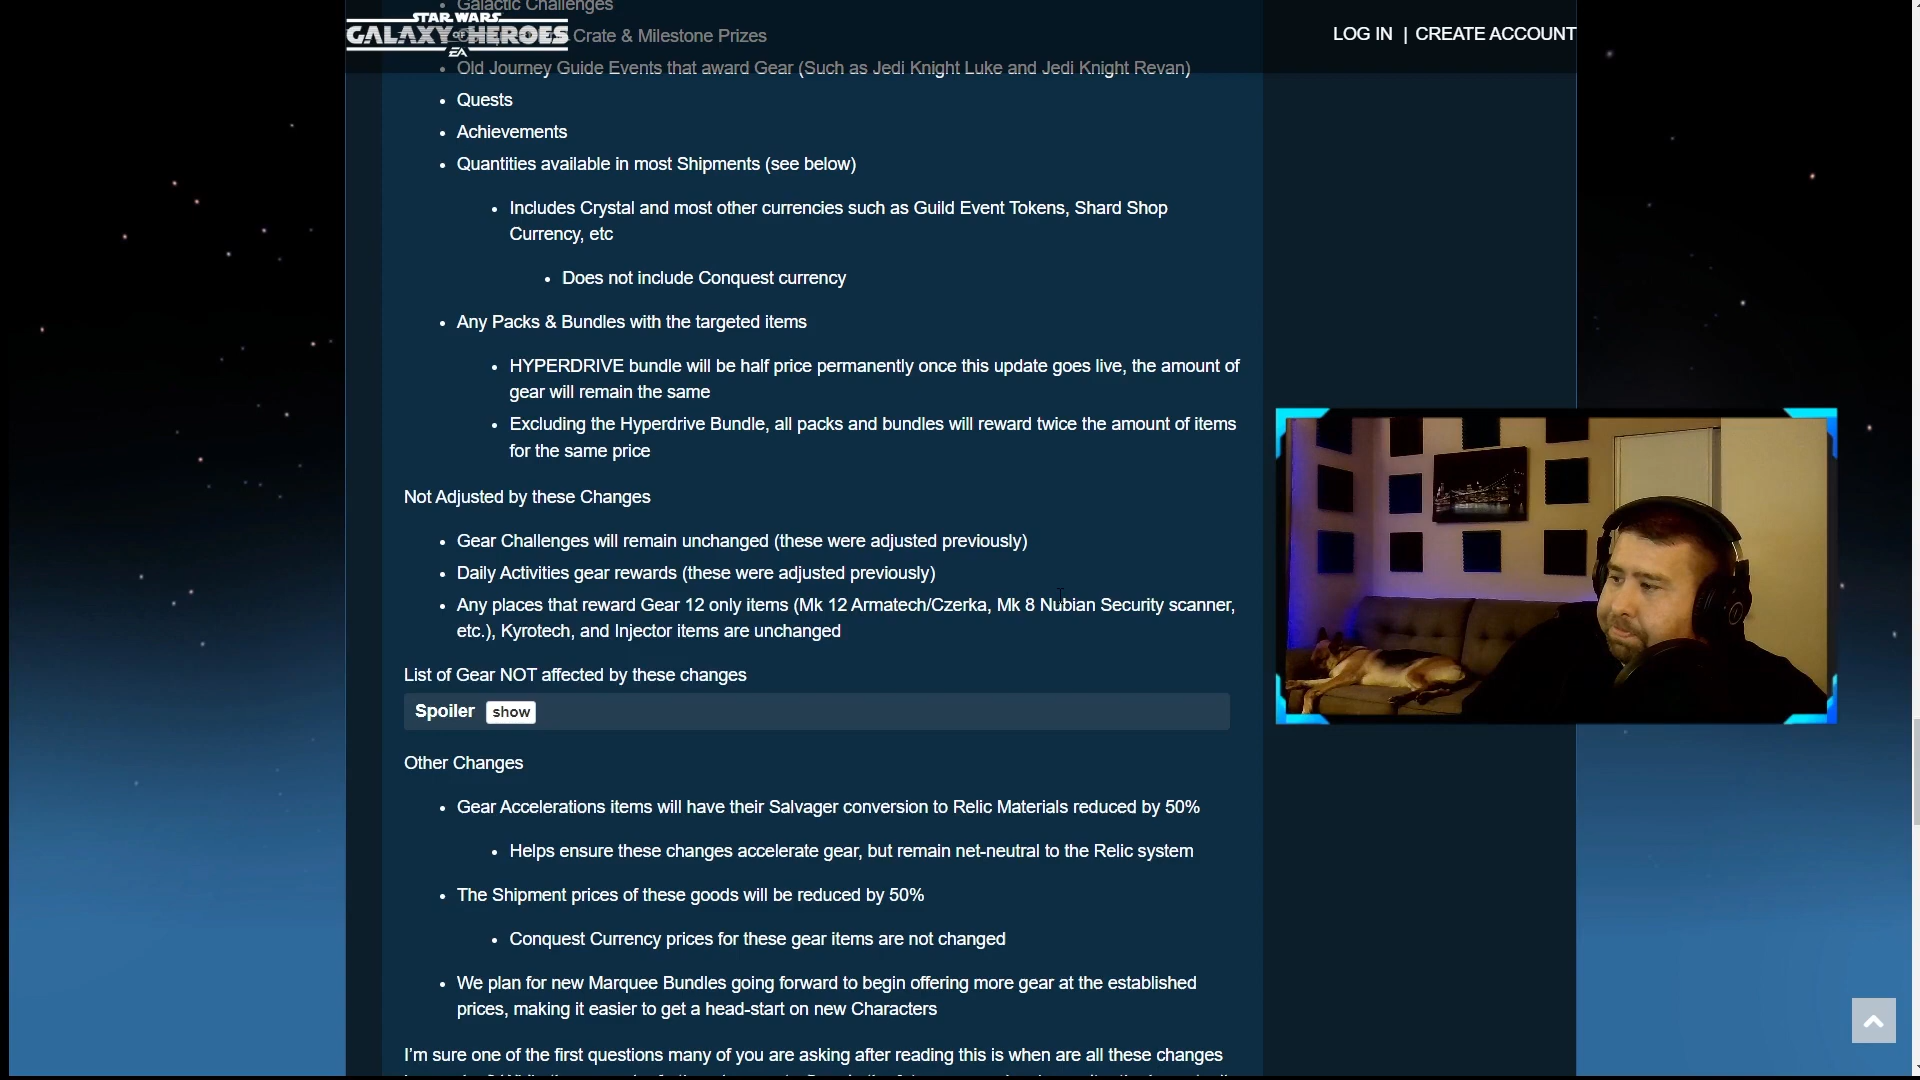 Galactic Challenges
STAR WARS
GALAXY OF HEROES
EA
Crate & Milestone Prizes
LOG IN | CREATE ACCOUNT
Old Journey Guide Events that award Gear (Such as Jedi Knight Luke and Jedi Knight Revan)
Quests
Achievements
Quantities available in most Shipments (see below)
Includes Crystal and most other currencies such as Guild Event Tokens, Shard Shop
Currency, etc
Does not include Conquest currency
Any Packs & Bundles with the targeted items
HYPERDRIVE bundle will be half price permanently once this update goes live, the amount of
gear will remain the same
Excluding the Hyperdrive Bundle, all packs and bundles will reward twice the amount of items
for the same price
Not Adjusted by these Changes
Gear Challenges will remain unchanged (these were adjusted previously)
Daily Activities gear rewards (these were adjusted previously)
Any places that reward Gear 12 only items (Mk 12 Armatech/Czerka, Mk 8 Nubian Security scanner,
etc.), Kyrotech, and Injector items are unchanged
List of Gear NOT affected by these changes
Spoiler show
Other Changes
Gear Accelerations items will have their Salvager conversion to Relic Materials reduced by 50%
Helps ensure these changes accelerate gear, but remain net-neutral to the Relic system
The Shipment prices of these goods will be reduced by 50%
Conquest Currency prices for these gear items are not changed
We plan for new Marquee Bundles going forward to begin offering more gear at the established
prices, making it easier to get a head-start on new Characters
I'm sure one of the first questions many of you are asking after reading this is when are all these changes